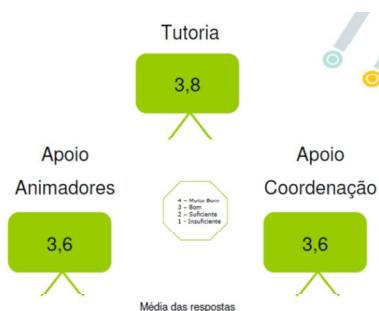 Tutoria
3,8
Apoio
Animadores
Apoio
Coordenação
4 – Muito Bom
3 – Bom
2 – Suficiente
1 - Insuficiente
3,6
3,6
Média das respostas